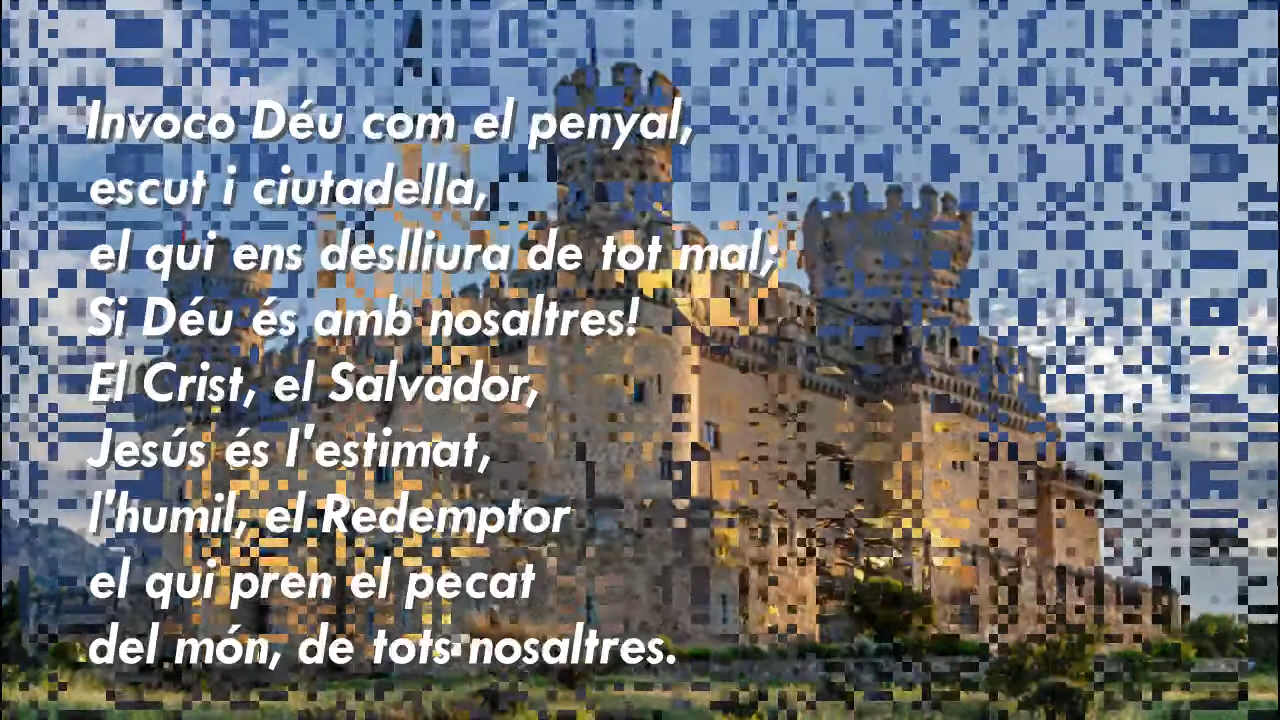 Invoco Déu com el penyal,
escut i ciutadella,
el qui ens deslliura de tot mal;
Si Déu és amb nosaltres!
El Crist, el Salvador,
Jesús és l'estimat,
l'humil, el Redemptor
el qui pren el pecat
del món, de tots nosaltres.